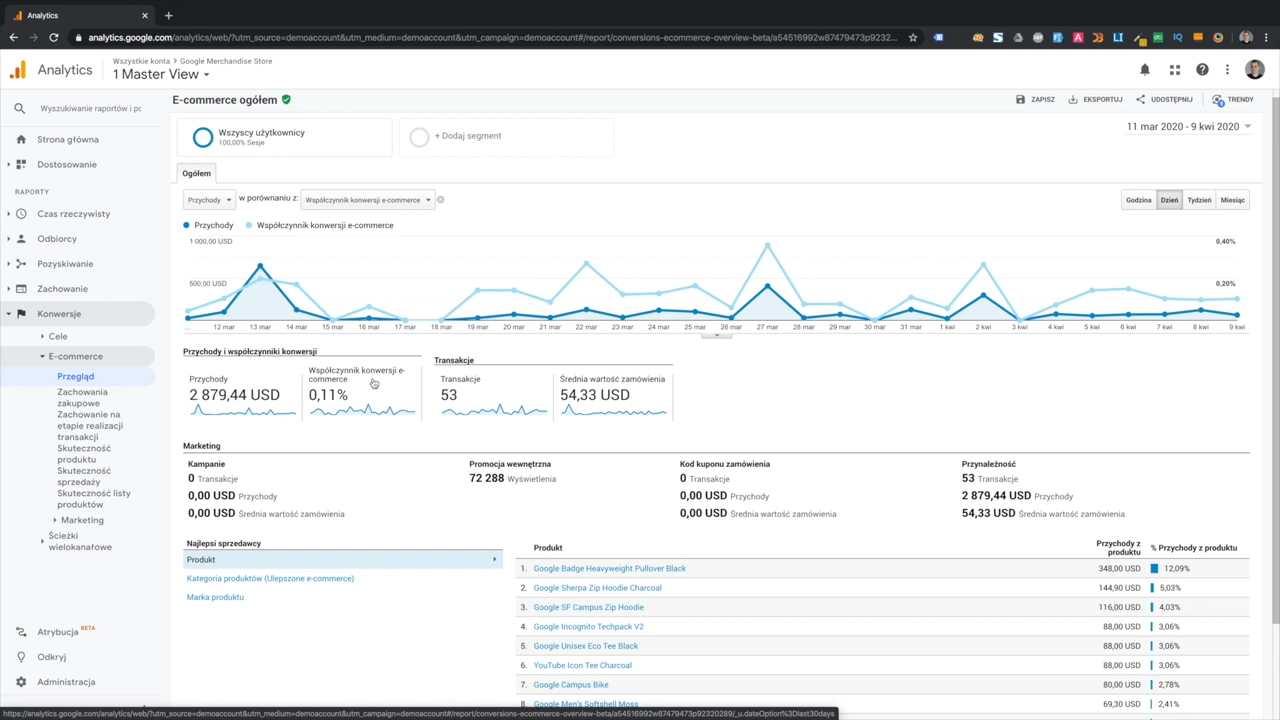 Analytics
analytics.google.com/analytics/web/?utm_source=demoaccount&utm_medium=demoaccount&utm_campaign=demoaccount#/report/conversions-ecommerce-overview-beta/a54516992w87479473p9232...
Analytics
Wszystkie konta > Google Merchandise Store
1 Master View
Wyszukiwanie raportów i pc
Strona główna
Dostosowanie
RAPORTY
Czas rzeczywisty
Odbiorcy
Pozyskiwanie
Zachowanie
Konwersje
Cele
E-commerce
Przegląd
Zachowania
zakupowe
Zachowanie na
etapie realizacji
transakcji
Skuteczność
produktu
Skuteczność
sprzedaży
Skuteczność listy
produktów
Marketing
Ścieżki
wielokanałowe
Atrybucja BETA
Odkryj
Administracja
E-commerce ogółem
ZAPISZ EKSPORTUJ UDOSTĘPNIJ TRENDY
Wszyscy użytkownicy
100,00% Sesje
+ Dodaj segment
11 mar 2020 - 9 kwi 2020
Ogółem
Przychody w porównaniu z: Współczynnik konwersji e-commerce
Godzina Dzień Tydzień Miesiąc
Przychody Współczynnik konwersji e-commerce
1 000,00 USD 0,40%
500,00 USD 0,20%
... 12 mar 13 mar 14 mar 15 mar 16 mar 17 mar 18 mar 19 mar 20 mar 21 mar 22 mar 23 mar 24 mar 25 mar 26 mar 27 mar 28 mar 29 mar 30 mar 31 mar 1 kwi 2 kwi 3 kwi 4 kwi 5 kwi 6 kwi 7 kwi 8 kwi 9 kwi
Przychody i współczynniki konwersji
Przychody
2 879,44 USD
Współczynnik konwersji e-
commerce
0,11%
Transakcje
Transakcje
53
Średnia wartość zamówienia
54,33 USD
Marketing
Kampanie
0 Transakcje
0,00 USD Przychody
0,00 USD Średnia wartość zamówienia
Promocja wewnętrzna
72 288 Wyświetlenia
Kod kuponu zamówienia
0 Transakcje
0,00 USD Przychody
0,00 USD Średnia wartość zamówienia
Przynależność
53 Transakcje
2 879,44 USD Przychody
54,33 USD Średnia wartość zamówienia
Najlepsi sprzedawcy
Produkt
Kategoria produktów (Ulepszone e-commerce)
Marka produktu
Produkt Przychody z produktu % Przychody z produktu
1. Google Badge Heavyweight Pullover Black 348,00 USD 12,09%
2. Google Sherpa Zip Hoodie Charcoal 144,90 USD 5,03%
3. Google SF Campus Zip Hoodie 116,00 USD 4,03%
4. Google Incognito Techpack V2 88,00 USD 3,06%
5. Google Unisex Eco Tee Black 88,00 USD 3,06%
6. YouTube Icon Tee Charcoal 88,00 USD 3,06%
7. Google Campus Bike 80,00 USD 2,78%
8. Google Men's Softshell Moss 69,30 USD 2,41%
https://analytics.google.com/analytics/web/?utm_source=demoaccount&utm_medium=demoaccount&utm_campaign=demoaccount#/report/conversions-ecommerce-overview-beta/a54516992w87479473p92320289/_u.dateOption%3Dlast30days